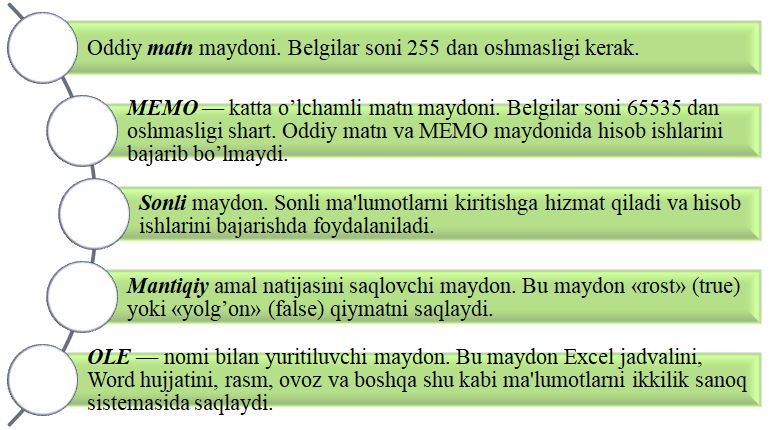 Oddiy matn maydoni. Belgilar soni 255 dan oshmasligi kerak.
MEMO — katta o’lchamli matn maydoni. Belgilar soni 65535 dan
oshmasligi shart. Oddiy matn va MEMO maydonida hisob ishlarini
bajarib bo’lmaydi.
Sonli maydon. Sonli ma'lumotlarni kiritishga hizmat qiladi va hisob
ishlarini bajarishda foydalaniladi.
Mantiqiy amal natijasini saqlovchi maydon. Bu maydon «rost» (true)
yoki «yolg’on» (false) qiymatni saqlaydi.
OLE — nomi bilan yuritiluvchi maydon. Bu maydon Excel jadvalini,
Word hujjatini, rasm, ovoz va boshqa shu kabi ma'lumotlarni ikkilik sanoq
sistemasida saqlaydi.